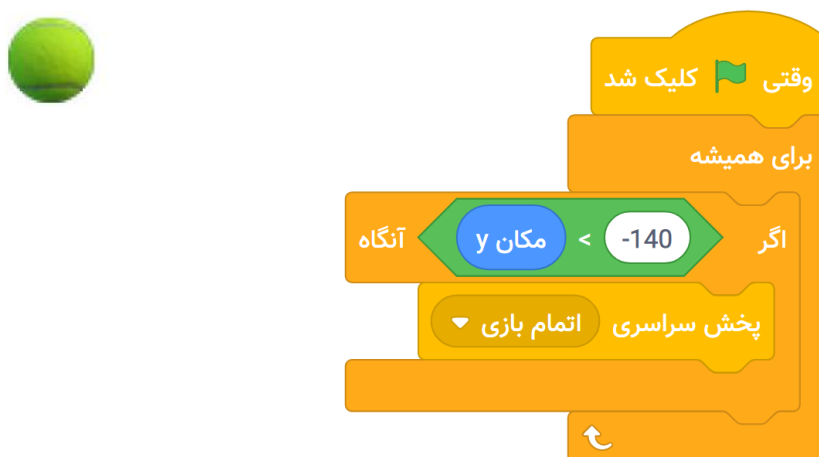 وقتی کلیک شد
برای همیشه
اگر -140 > مکان y آنگاه
پخش سراسری اتمام بازی